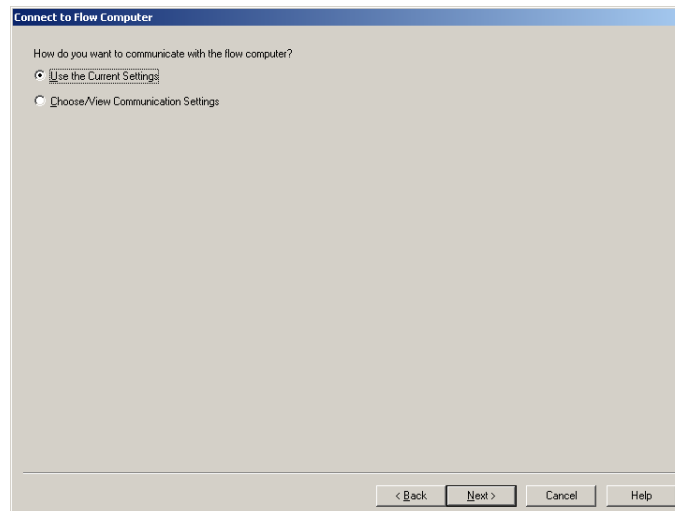 Connect to Flow Computer
How do you want to communicate with the flow computer?
Use the Current Settings
Choose/View Communication Settings
< Back Next > Cancel Help